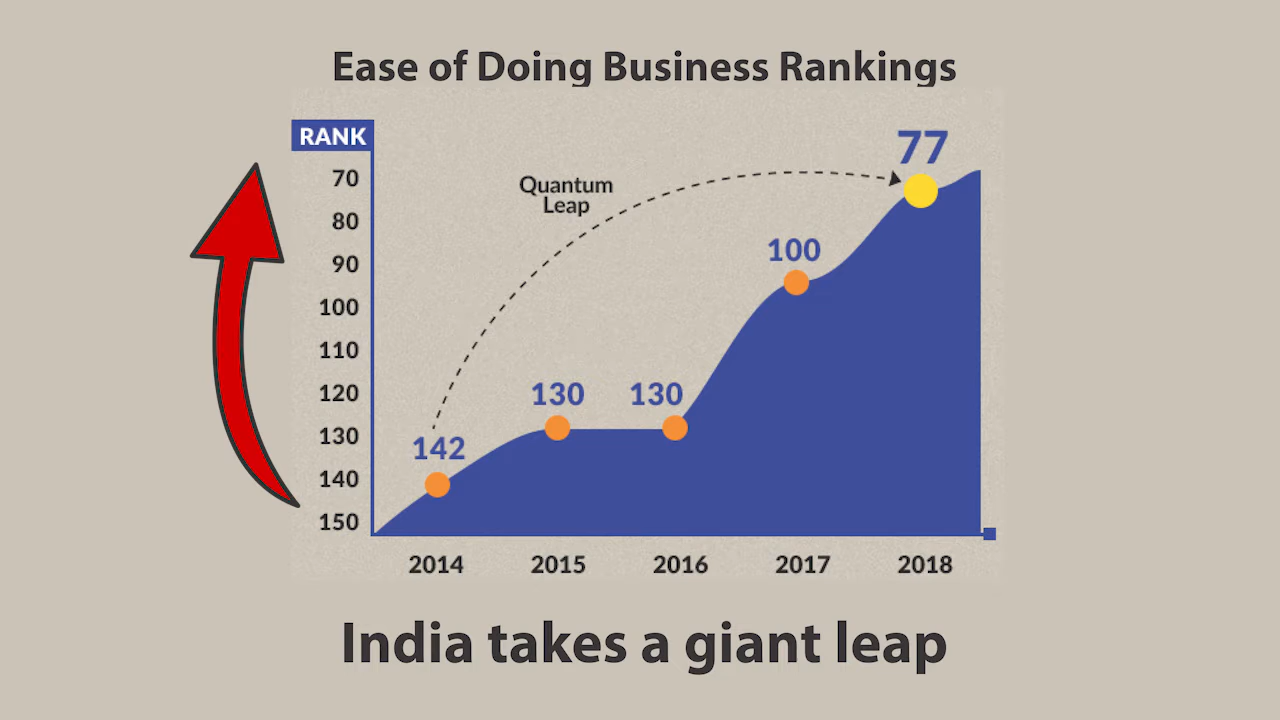 Ease of Doing Business Rankings
RANK
77
70
Quantum
Leap
80
90
100
100
110
120
130
130
130
142
140
150
2014 2015 2016 2017 2018
India takes a giant leap